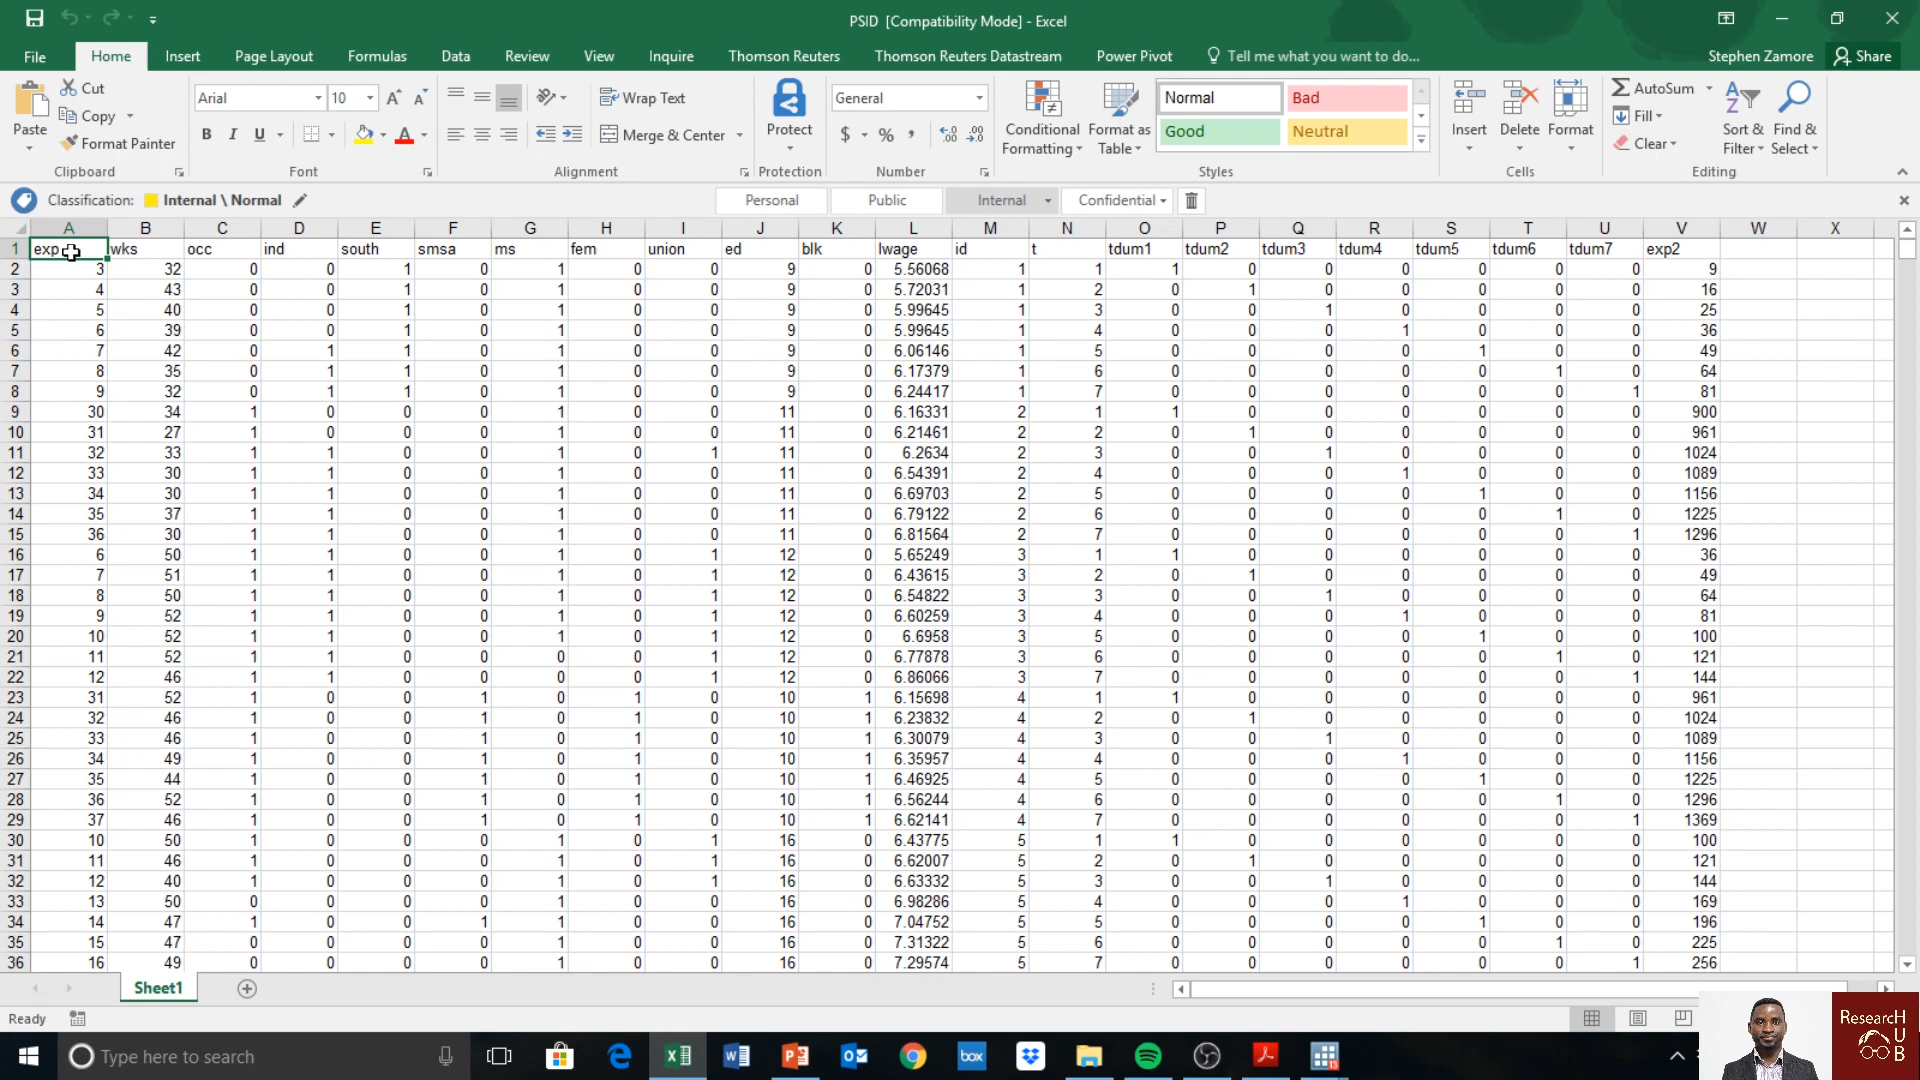 PSID [Compatibility Mode] - Excel
File Home Insert Page Layout Formulas Data Review View Inquire Thomson Reuters Thomson Reuters Datastream Power Pivot Tell me what you want to do... Stephen Zamore Share
Cut
Copy
Format Painter
Paste
Clipboard
Arial 10
B I U
Font
Wrap Text
Merge & Center
Alignment
Protect
Protection
General
$ % ,
Number
Conditional Formatting
Format as Table
Normal Bad
Good Neutral
Styles
Insert Delete Format
Cells
AutoSum
Fill
Clear
Sort & Filter
Find & Select
Editing
Classification: Internal \ Normal Personal Public Internal Confidential
A B C D E F G H I J K L M N O P Q R S T U V W X
1 exp wks occ ind south smsa ms fem union ed blk lwage id t tdum1 tdum2 tdum3 tdum4 tdum5 tdum6 tdum7 exp2
2 3 32 0 0 1 0 1 0 0 9 0 5.56068 1 1 1 0 0 0 0 0 0 9
3 4 43 0 0 1 0 1 0 0 9 0 5.72031 1 2 0 1 0 0 0 0 0 16
4 5 40 0 0 1 0 1 0 0 9 0 5.99645 1 3 0 0 1 0 0 0 0 25
5 6 39 0 0 1 0 1 0 0 9 0 5.99645 1 4 0 0 0 1 0 0 0 36
6 7 42 0 1 1 0 1 0 0 9 0 6.06146 1 5 0 0 0 0 1 0 0 49
7 8 35 0 1 1 0 1 0 0 9 0 6.17379 1 6 0 0 0 0 0 1 0 64
8 9 32 0 1 1 0 1 0 0 9 0 6.24417 1 7 0 0 0 0 0 0 1 81
9 30 34 1 0 0 0 1 0 0 11 0 6.16331 2 1 1 0 0 0 0 0 0 900
10 31 27 1 0 0 0 1 0 0 11 0 6.21461 2 2 0 1 0 0 0 0 0 961
11 32 33 1 1 0 0 1 0 1 11 0 6.2634 2 3 0 0 1 0 0 0 0 1024
12 33 30 1 1 0 0 1 0 0 11 0 6.54391 2 4 0 0 0 1 0 0 0 1089
13 34 30 1 1 0 0 1 0 0 11 0 6.69703 2 5 0 0 0 0 1 0 0 1156
14 35 37 1 1 0 0 1 0 0 11 0 6.79122 2 6 0 0 0 0 0 1 0 1225
15 36 30 1 1 0 0 1 0 0 11 0 6.81564 2 7 0 0 0 0 0 0 1 1296
16 6 50 1 1 0 0 1 0 1 12 0 5.65249 3 1 1 0 0 0 0 0 0 36
17 7 51 1 1 0 0 1 0 1 12 0 6.43615 3 2 0 1 0 0 0 0 0 49
18 8 50 1 1 0 0 1 0 1 12 0 6.54822 3 3 0 0 1 0 0 0 0 64
19 9 52 1 1 0 0 1 0 1 12 0 6.60259 3 4 0 0 0 1 0 0 0 81
20 10 52 1 1 0 0 1 0 1 12 0 6.6958 3 5 0 0 0 0 1 0 0 100
21 11 52 1 1 0 0 0 0 1 12 0 6.77878 3 6 0 0 0 0 0 1 0 121
22 12 46 1 1 0 0 0 0 1 12 0 6.86066 3 7 0 0 0 0 0 0 1 144
23 31 52 1 0 0 1 0 1 0 10 1 6.15698 4 1 1 0 0 0 0 0 0 961
24 32 46 1 0 0 1 0 1 0 10 1 6.23832 4 2 0 1 0 0 0 0 0 1024
25 33 46 1 0 0 1 0 1 0 10 1 6.30079 4 3 0 0 1 0 0 0 0 1089
26 34 49 1 0 0 1 0 1 0 10 1 6.35957 4 4 0 0 0 1 0 0 0 1156
27 35 44 1 0 0 1 0 1 0 10 1 6.46925 4 5 0 0 0 0 1 0 0 1225
28 36 52 1 0 0 1 0 1 0 10 1 6.56244 4 6 0 0 0 0 0 1 0 1296
29 37 46 1 0 0 1 0 1 0 10 1 6.62141 4 7 0 0 0 0 0 0 1 1369
30 10 50 1 0 0 0 1 0 1 16 0 6.43775 5 1 1 0 0 0 0 0 0 100
31 11 46 1 0 0 0 1 0 1 16 0 6.62007 5 2 0 1 0 0 0 0 0 121
32 12 40 1 0 0 0 1 0 1 16 0 6.63332 5 3 0 0 1 0 0 0 0 144
33 13 50 0 0 0 0 1 0 0 16 0 6.98286 5 4 0 0 0 1 0 0 0 169
34 14 47 1 0 0 1 1 0 0 16 0 7.04752 5 5 0 0 0 0 1 0 0 196
35 15 47 0 0 0 0 1 0 0 16 0 7.31322 5 6 0 0 0 0 0 1 0 225
36 16 49 0 0 0 0 1 0 0 16 0 7.29574 5 7 0 0 0 0 0 0 1 256
Sheet1
Ready
Type here to search
box
ResearcH
U
B